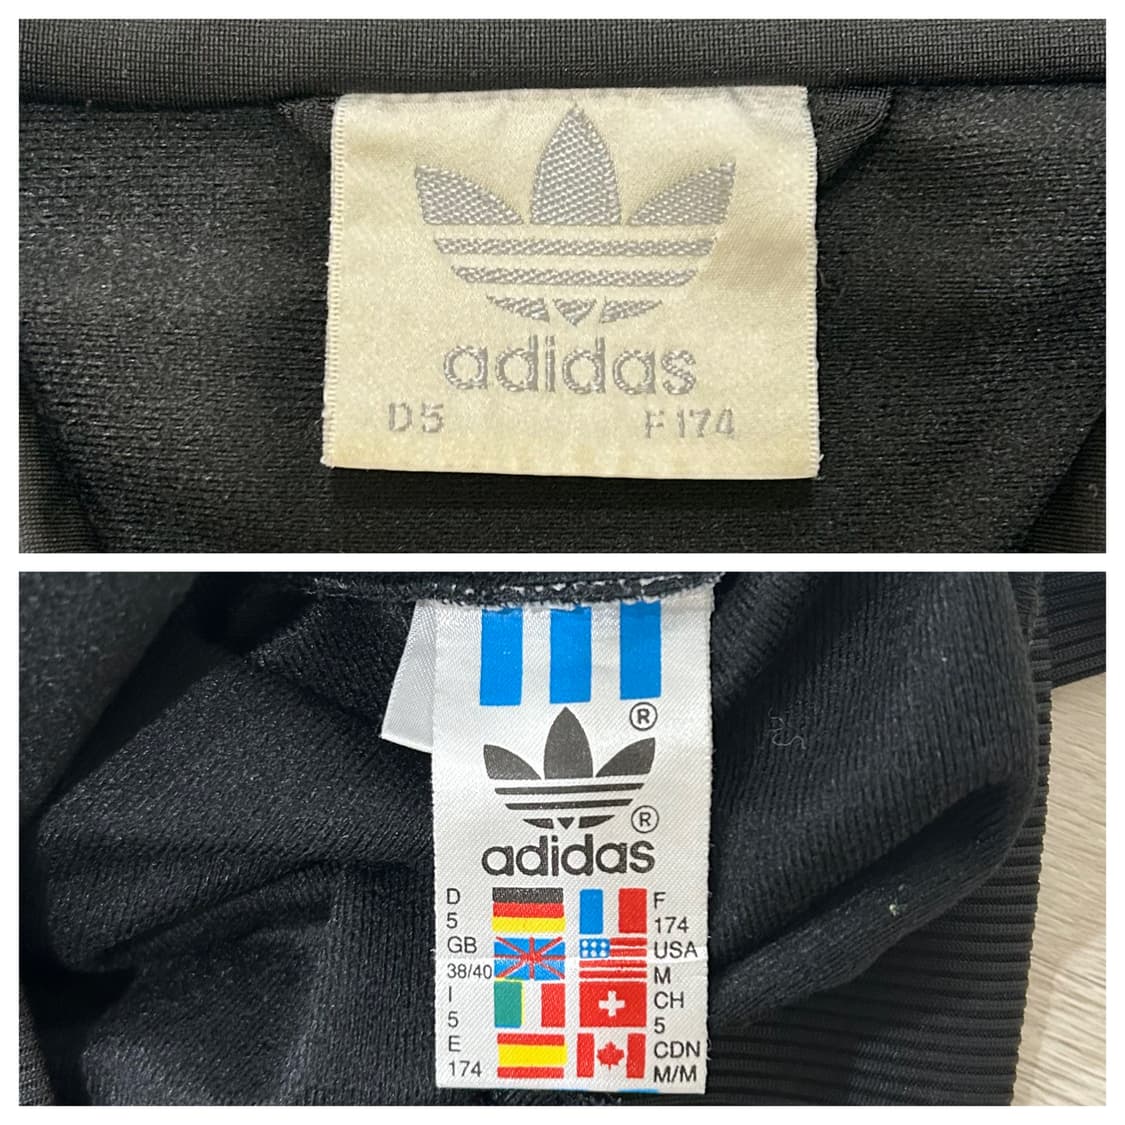 adidas
D5 F174
®
®
adidas
D F
5 174
GB USA
38/40 M
I CH
5 5
E CDN
174 M/M